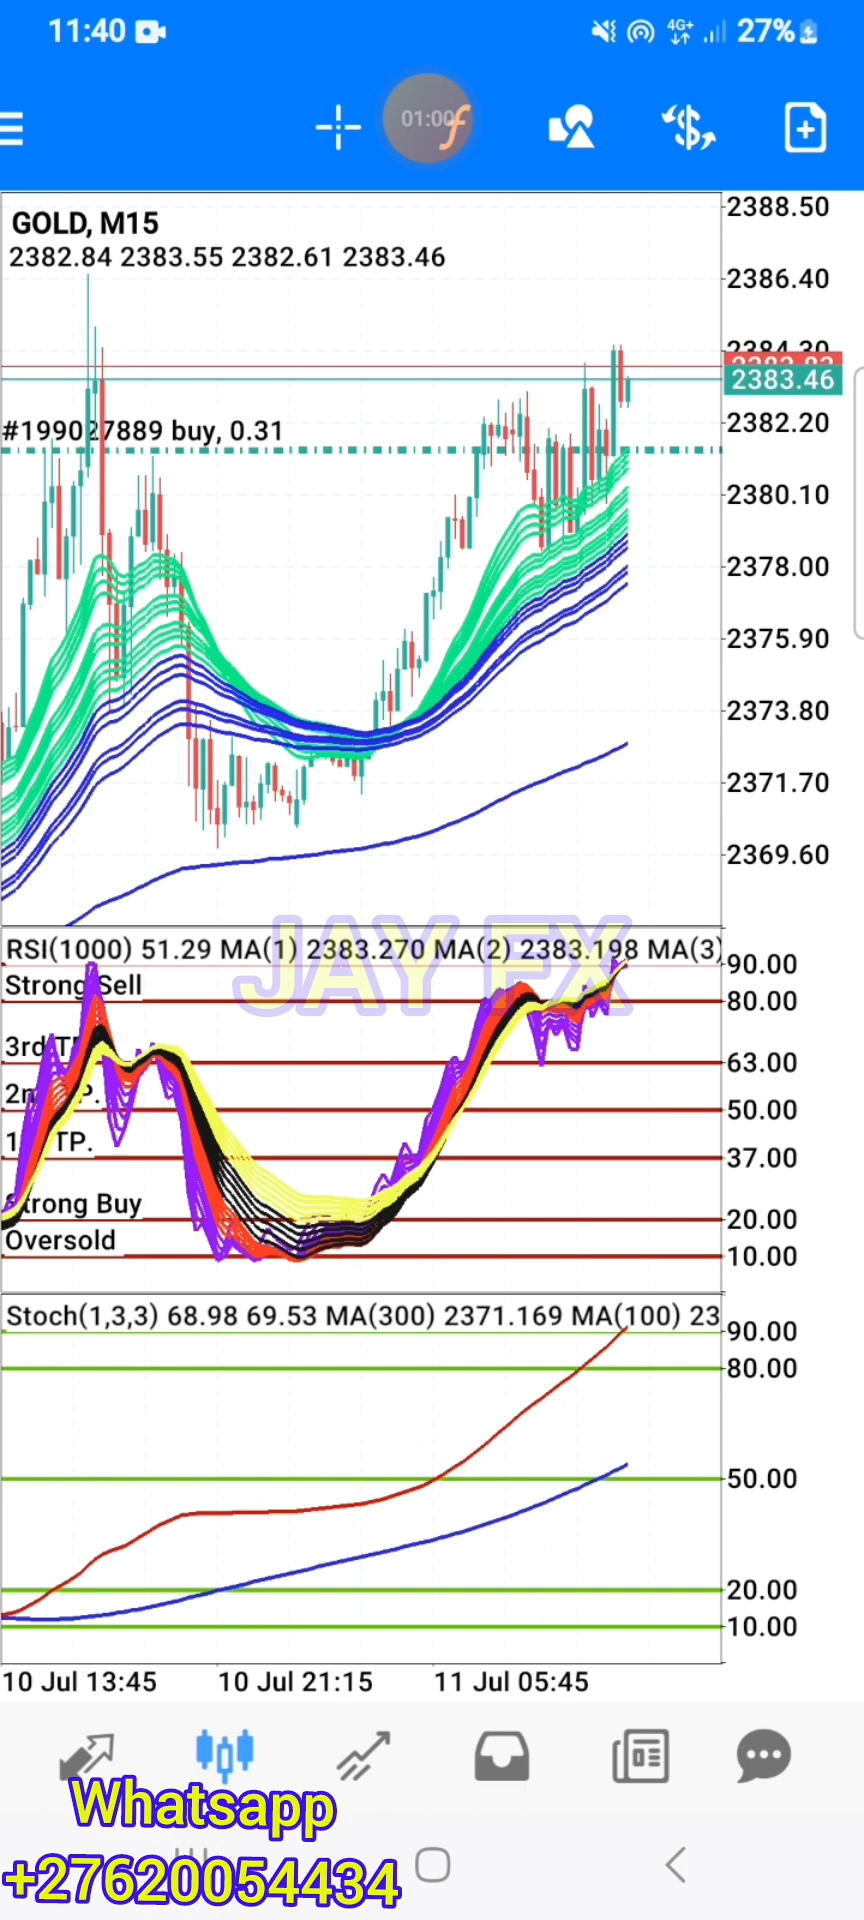 11:40
4G+
27%
01:00
2388.50
GOLD, M15
2382.84 2383.55 2382.61 2383.46
2386.40
2384.30
2383.46
2382.20
#199027889 buy, 0.31
2380.10
2378.00
2375.90
2373.80
2371.70
2369.60
JAY FX
RSI(1000) 51.29 MA(1) 2383.270 MA(2) 2383.198 MA(3)
90.00
Strong Sell
80.00
3rd
63.00
50.00
TP.
37.00
Strong Buy
20.00
Oversold
10.00
Stoch(1,3,3) 68.98 69.53 MA(300) 2371.169 MA(100) 23
90.00
80.00
50.00
20.00
10.00
10 Jul 13:45 10 Jul 21:15 11 Jul 05:45
Whatsapp
+27620054434